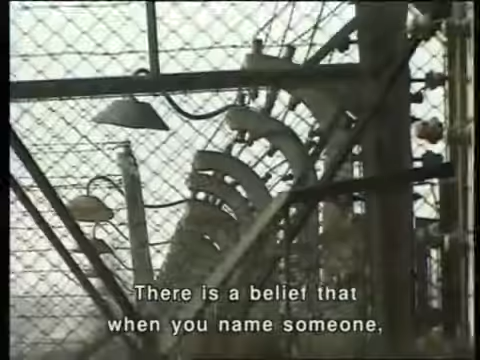 There is a belief that
when you name someone,